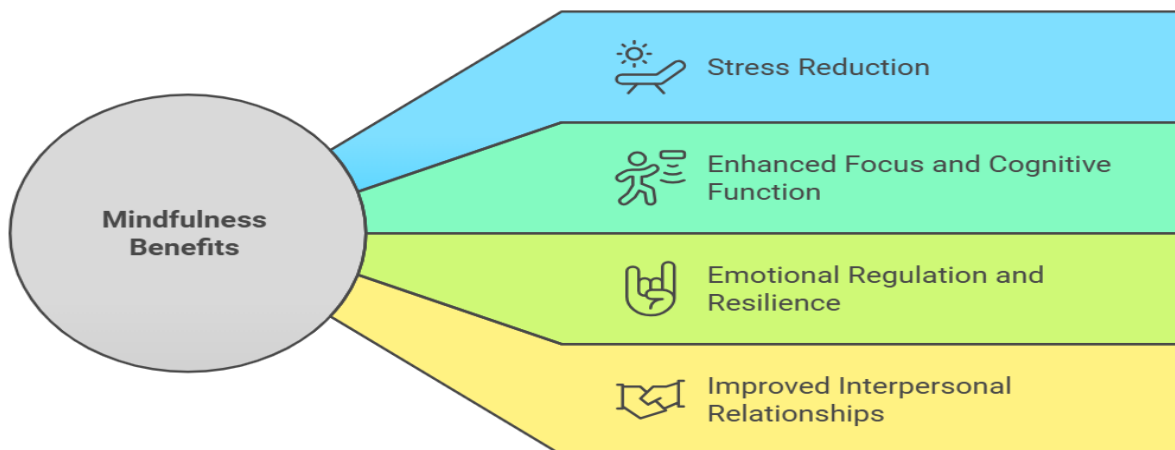 Mindfulness
Benefits
Stress Reduction
Enhanced Focus and Cognitive
Function
Emotional Regulation and
Resilience
Improved Interpersonal
Relationships